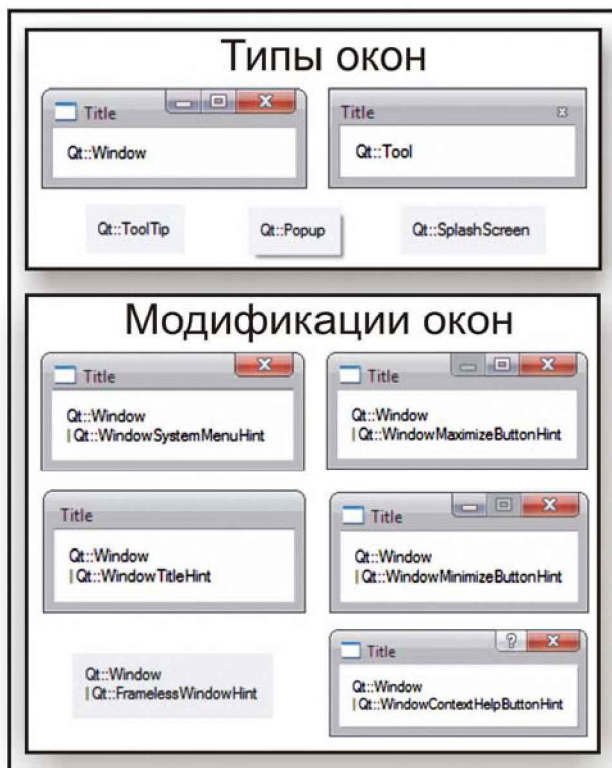 Типы окон
Title
Qt::Window
Title
Qt::Tool
Qt::ToolTip
Qt::Popup
Qt::SplashScreen
Модификации окон
Title
Qt::Window
| Qt::WindowSystemMenuHint
Title
Qt::Window
| Qt::WindowMaximizeButtonHint
Title
Qt::Window
| Qt::WindowTitleHint
Title
Qt::Window
| Qt::WindowMinimizeButtonHint
Qt::Window
| Qt::FramelessWindowHint
?
Title
Qt::Window
| Qt::WindowContextHelpButtonHint